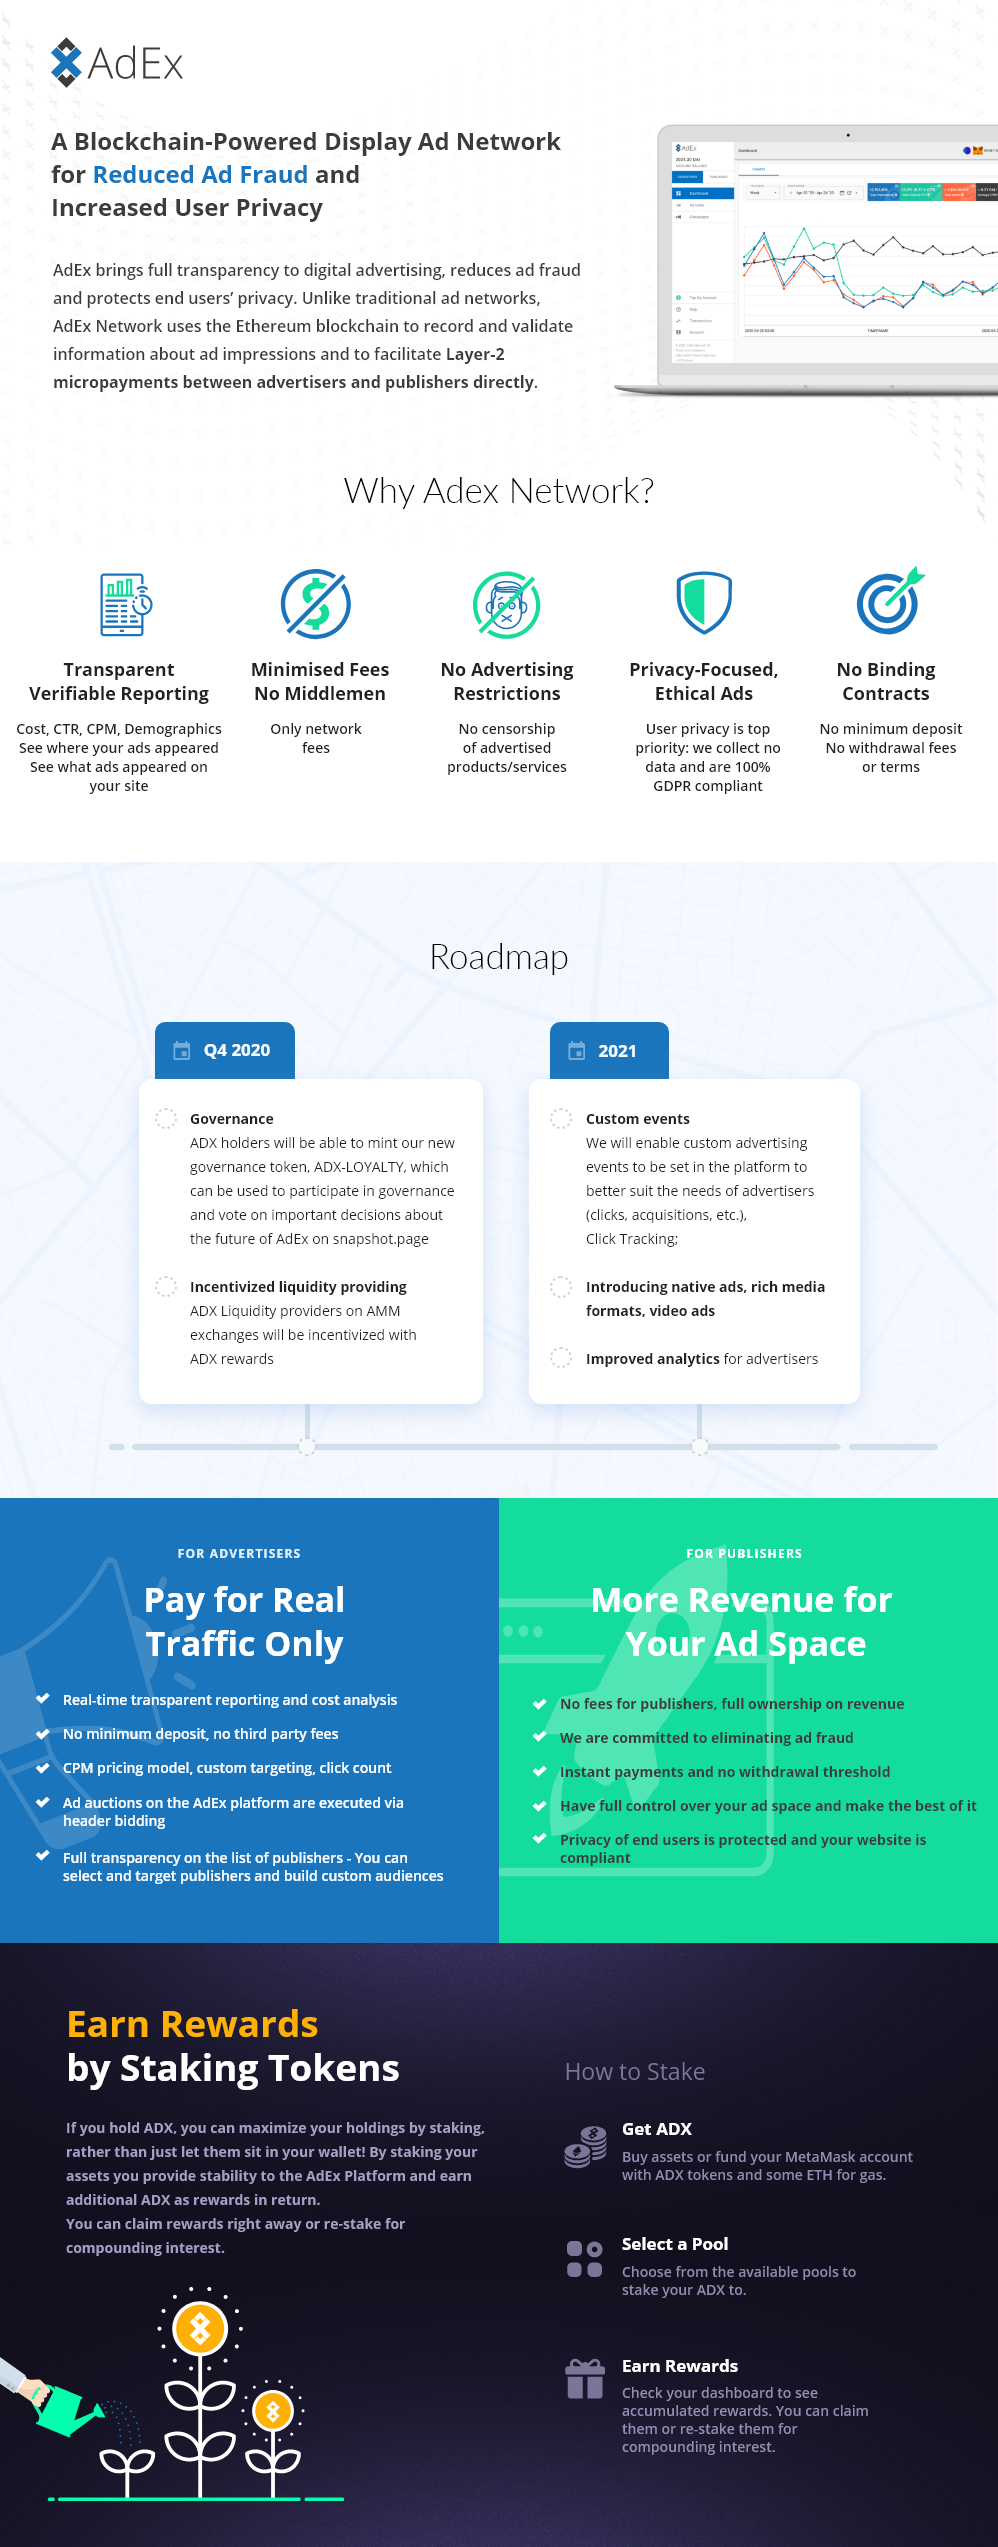 AdEx
A Blockchain-Powered Display Ad Network
for Reduced Ad Fraud and
Increased User Privacy
AdEx brings full transparency to digital advertising, reduces ad fraud
and protects end users’ privacy. Unlike traditional ad networks,
AdEx Network uses the Ethereum blockchain to record and validate
information about ad impressions and to facilitate Layer-2
micropayments between advertisers and publishers directly.
AdEx
Dashboard
Dashboard
Ad Units
Campaigns
Top Up Account
Help
Transactions
Account
TIMEFRAME
Why Adex Network?
Transparent
Verifiable Reporting
Cost, CTR, CPM, Demographics
See where your ads appeared
See what ads appeared on
your site
Minimised Fees
No Middlemen
Only network
fees
No Advertising
Restrictions
No censorship
of advertised
products/services
Privacy-Focused,
Ethical Ads
User privacy is top
priority: we collect no
data and are 100%
GDPR compliant
No Binding
Contracts
No minimum deposit
No withdrawal fees
or terms
Roadmap
Q4 2020
Governance
ADX holders will be able to mint our new
governance token, ADX-LOYALTY, which
can be used to participate in governance
and vote on important decisions about
the future of AdEx on snapshot.page
Incentivized liquidity providing
ADX Liquidity providers on AMM
exchanges will be incentivized with
ADX rewards
2021
Custom events
We will enable custom advertising
events to be set in the platform to
better suit the needs of advertisers
(clicks, acquisitions, etc.),
Click Tracking;
Introducing native ads, rich media
formats, video ads
Improved analytics for advertisers
FOR ADVERTISERS
Pay for Real
Traffic Only
Real-time transparent reporting and cost analysis
No minimum deposit, no third party fees
CPM pricing model, custom targeting, click count
Ad auctions on the AdEx platform are executed via
header bidding
Full transparency on the list of publishers - You can
select and target publishers and build custom audiences
FOR PUBLISHERS
More Revenue for
Your Ad Space
No fees for publishers, full ownership on revenue
We are committed to eliminating ad fraud
Instant payments and no withdrawal threshold
Have full control over your ad space and make the best of it
Privacy of end users is protected and your website is
compliant
Earn Rewards
by Staking Tokens
If you hold ADX, you can maximize your holdings by staking,
rather than just let them sit in your wallet! By staking your
assets you provide stability to the AdEx Platform and earn
additional ADX as rewards in return.
You can claim rewards right away or re-stake for
compounding interest.
How to Stake
Get ADX
Buy assets or fund your MetaMask account
with ADX tokens and some ETH for gas.
Select a Pool
Choose from the available pools to
stake your ADX to.
Earn Rewards
Check your dashboard to see
accumulated rewards. You can claim
them or re-stake them for
compounding interest.